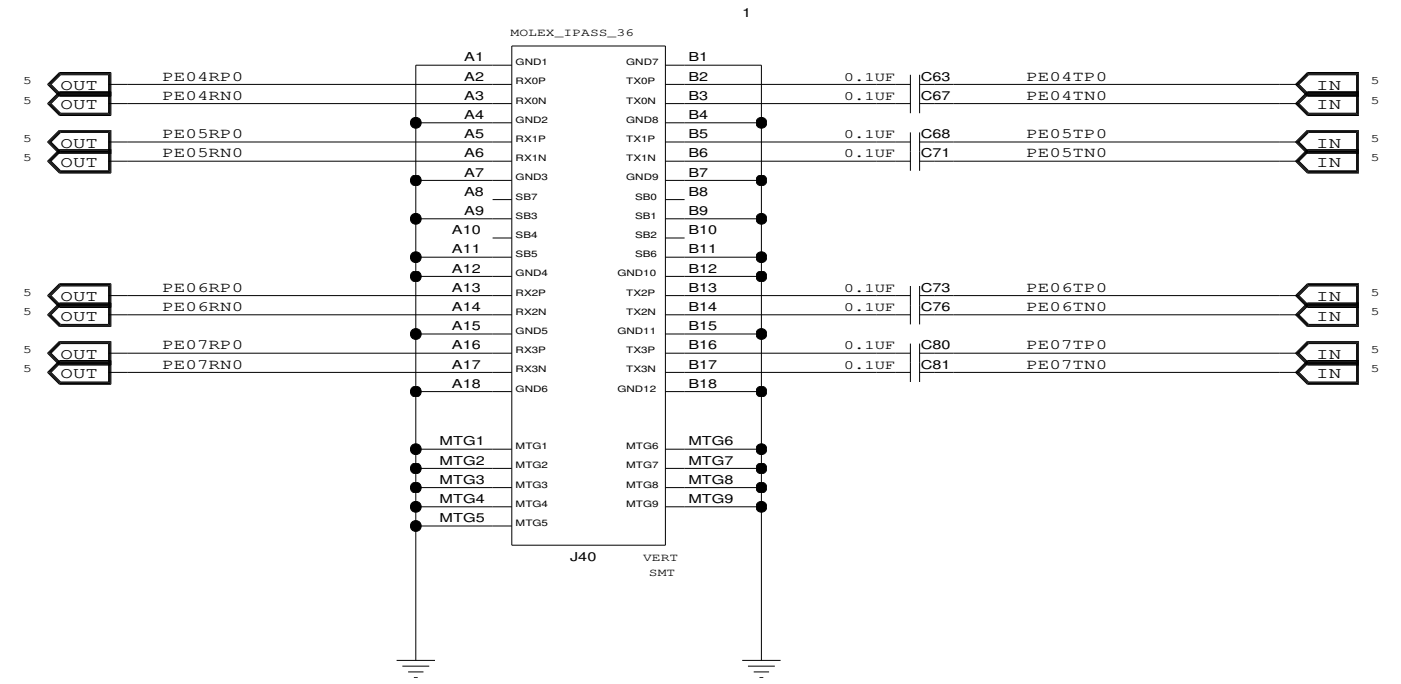 1
MOLEX_IPASS_36
A1 GND1 GND7 B1
5 OUT PE04RP0 A2 RX0P TX0P B2 0.1UF C63 PE04TP0 IN 5
5 OUT PE04RN0 A3 RX0N TX0N B3 0.1UF C67 PE04TN0 IN 5
A4 GND2 GND8 B4
5 OUT PE05RP0 A5 RX1P TX1P B5 0.1UF C68 PE05TP0 IN 5
5 OUT PE05RN0 A6 RX1N TX1N B6 0.1UF C71 PE05TN0 IN 5
A7 GND3 GND9 B7
A8 SB7 SB0 B8
A9 SB3 SB1 B9
A10 SB4 SB2 B10
A11 SB5 SB6 B11
A12 GND4 GND10 B12
5 OUT PE06RP0 A13 RX2P TX2P B13 0.1UF C73 PE06TP0 IN 5
5 OUT PE06RN0 A14 RX2N TX2N B14 0.1UF C76 PE06TN0 IN 5
A15 GND5 GND11 B15
5 OUT PE07RP0 A16 RX3P TX3P B16 0.1UF C80 PE07TP0 IN 5
5 OUT PE07RN0 A17 RX3N TX3N B17 0.1UF C81 PE07TN0 IN 5
A18 GND6 GND12 B18
MTG1 MTG1 MTG6 MTG6
MTG2 MTG2 MTG7 MTG7
MTG3 MTG3 MTG8 MTG8
MTG4 MTG4 MTG9 MTG9
MTG5 MTG5
J40 VERT
SMT